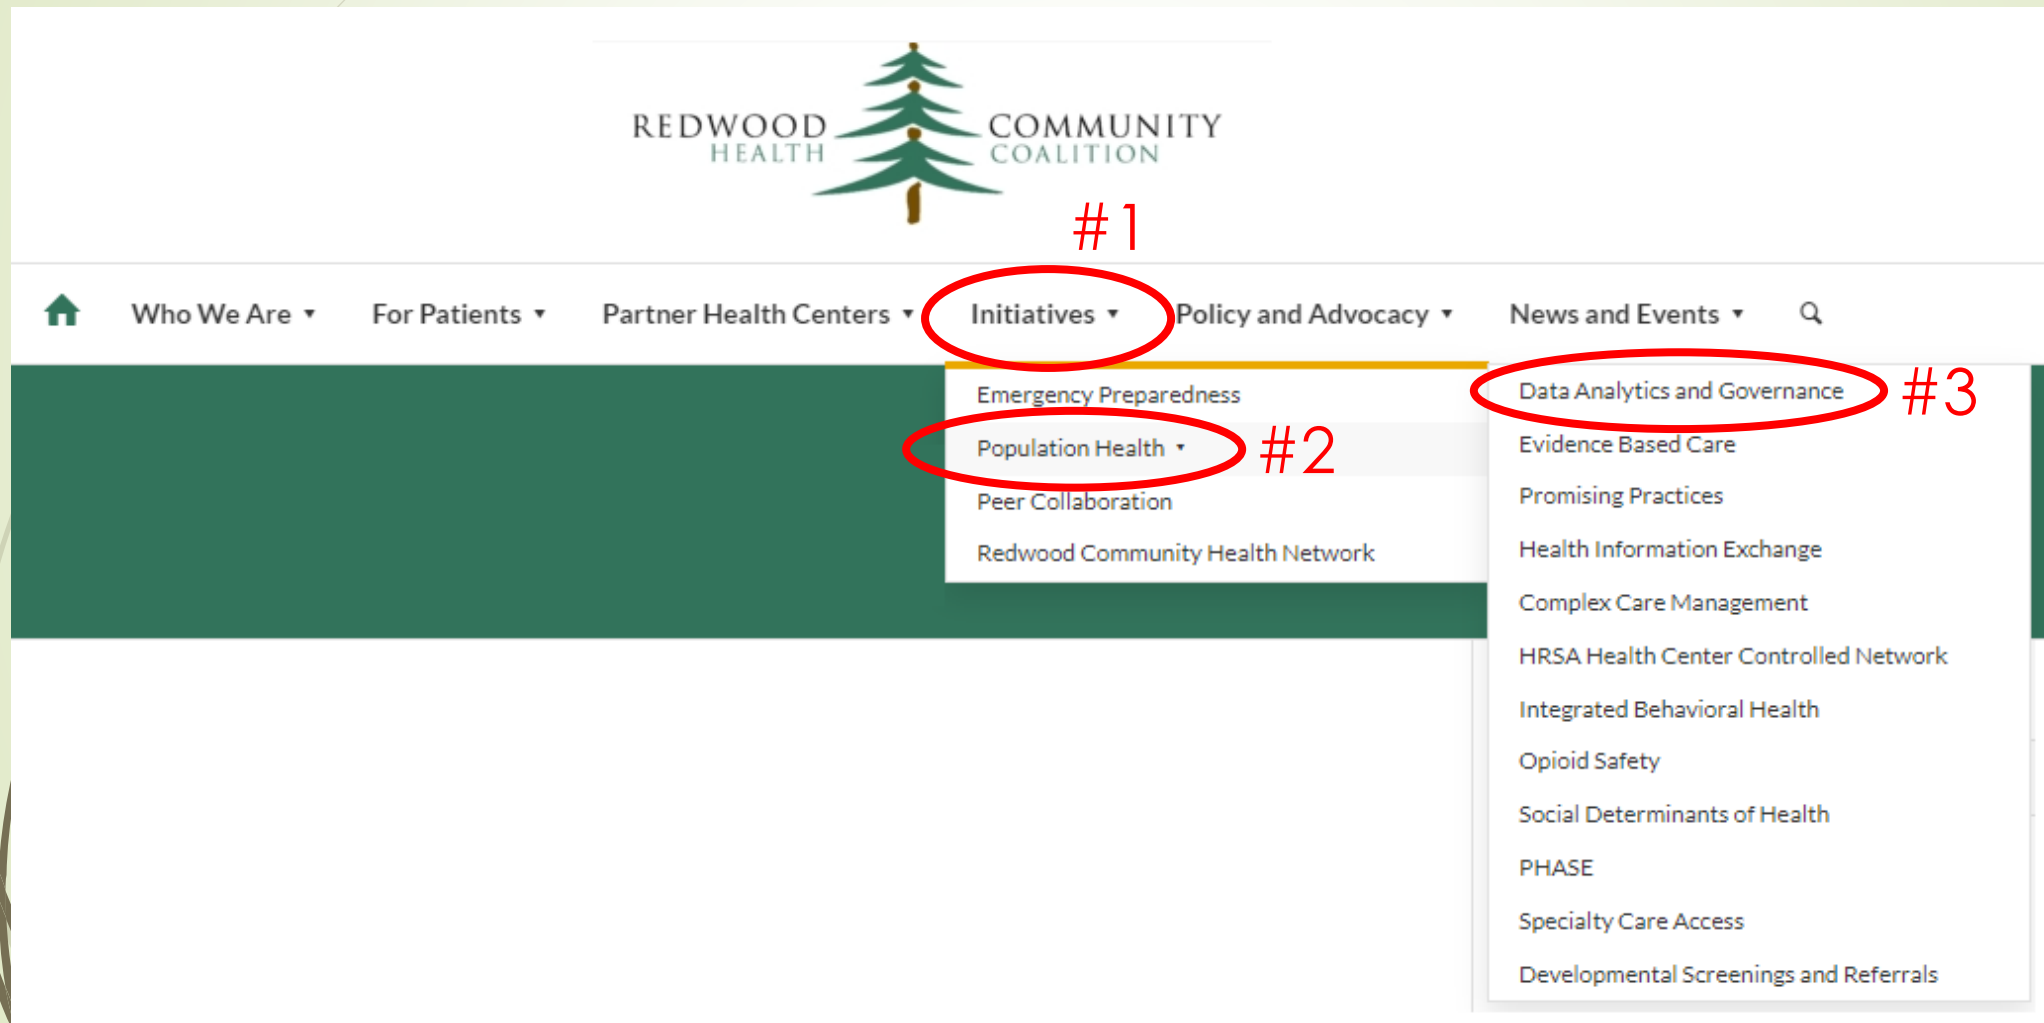 REDWOOD COMMUNITY
HEALTH COALITION
#1
Who We Are ▾ For Patients ▾ Partner Health Centers ▾ Initiatives ▾ Policy and Advocacy ▾ News and Events ▾
Emergency Preparedness
Population Health ▾
#2
Peer Collaboration
Redwood Community Health Network
Data Analytics and Governance
#3
Evidence Based Care
Promising Practices
Health Information Exchange
Complex Care Management
HRSA Health Center Controlled Network
Integrated Behavioral Health
Opioid Safety
Social Determinants of Health
PHASE
Specialty Care Access
Developmental Screenings and Referrals